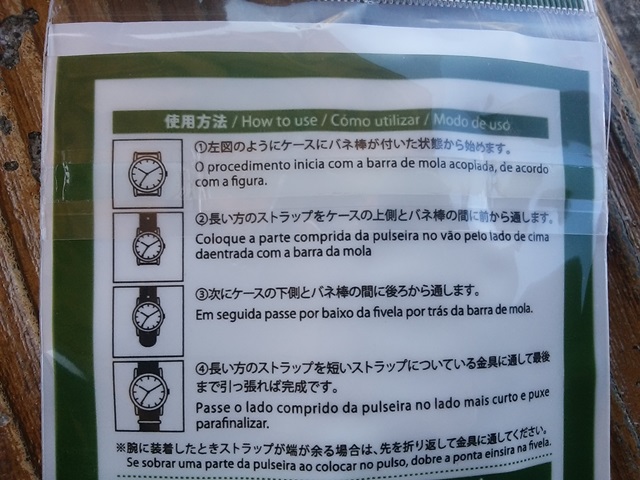 使用方法 / How to use / Cómo utilizar / Modo de usó
①左図のようにケースにバネ棒が付いた状態から始めます。
O procedimento inicia com a barra de mola acoplada, de acordo
com a figura.
②長い方のストラップをケースの上側とバネ棒の間に前から通します。
Coloque a parte comprida da pulseira no vão pelo lado de cima
daentrada com a barra da mola
③次にケースの下側とバネ棒の間に後ろから通します。
Em seguida passe por baixo da fivela por trás da barra de mola.
④長い方のストラップを短いストラップについている金具に通して最後
まで引っ張れば完成です。
Passe o lado comprido da pulseira no lado mais curto e puxe
parafinalizar.
※腕に装着したときストラップが端が余る場合は、先を折り返して金具に通してください。
Se sobrar uma parte da pulseira ao colocar no pulso, dobre a ponta einsira na fivela.